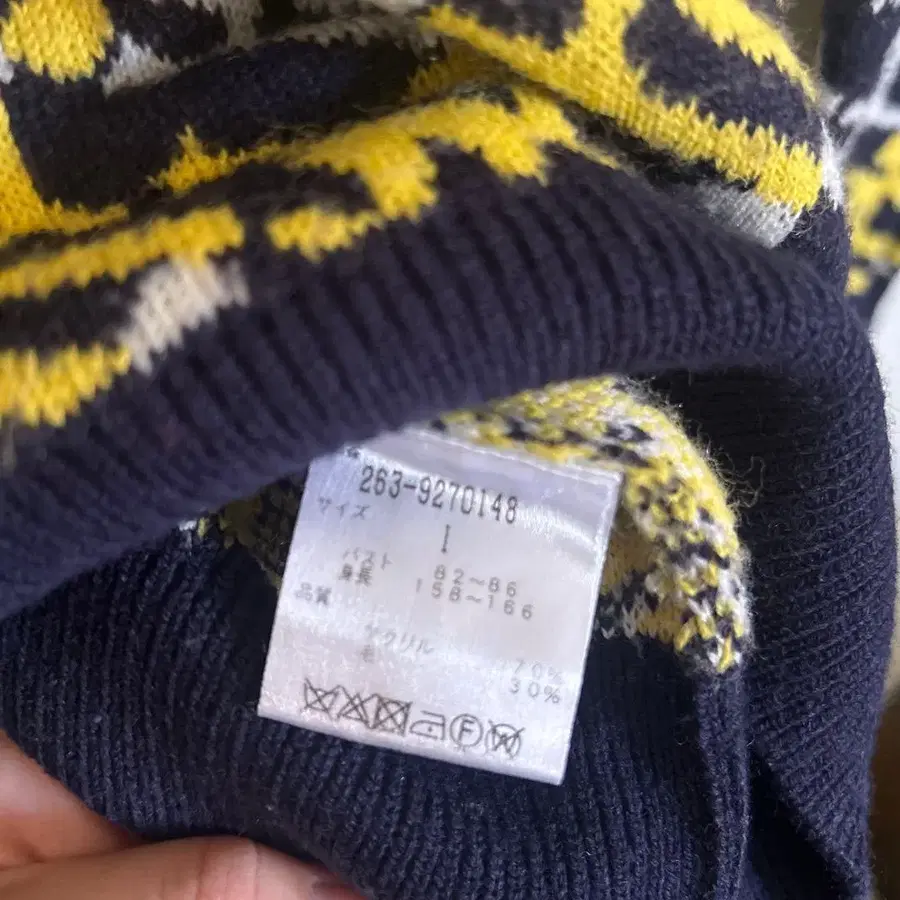 263-9270148
サイズ
I
バスト 82～86
身長 158～166
品質
アクリル 70%
毛 30%
F
W